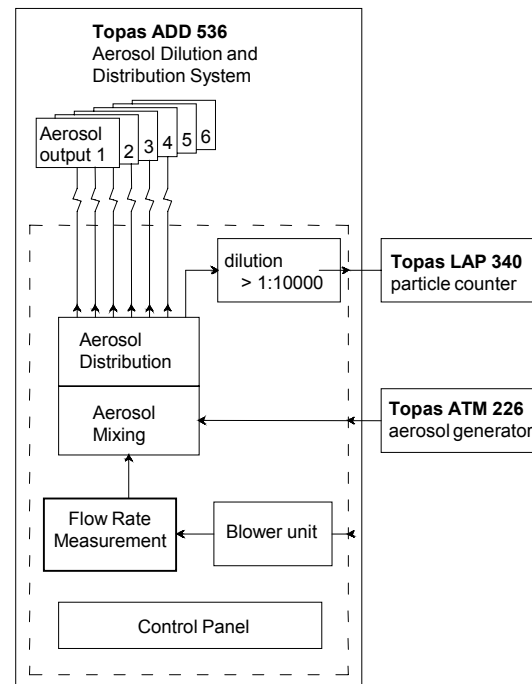 Topas ADD 536
Aerosol Dilution and
Distribution System
Aerosol
output 1
2
3
4
5
6
dilution
> 1:10000
Topas LAP 340
particle counter
Aerosol
Distribution
Aerosol
Mixing
Topas ATM 226
aerosol generator
Flow Rate
Measurement
Blower unit
Control Panel